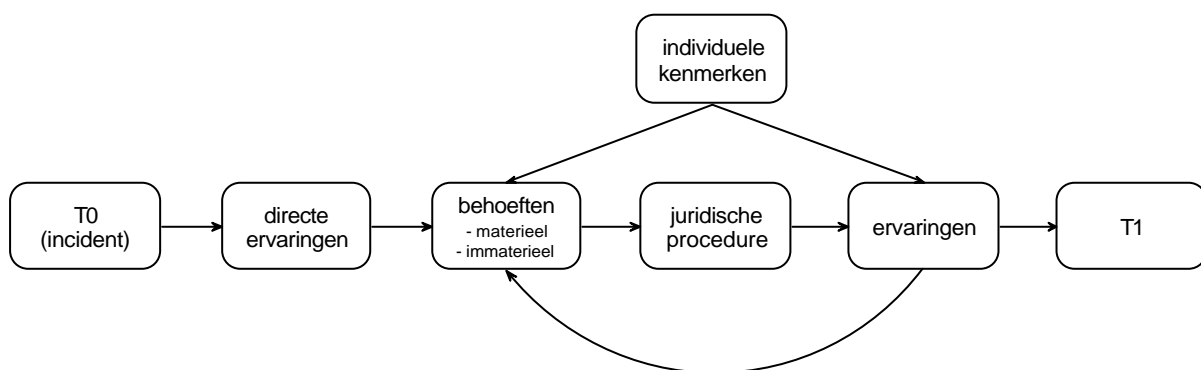 individuele
kenmerken
T0
(incident)
directe
ervaringen
behoeften
- materieel
- immaterieel
juridische
procedure
ervaringen
T1